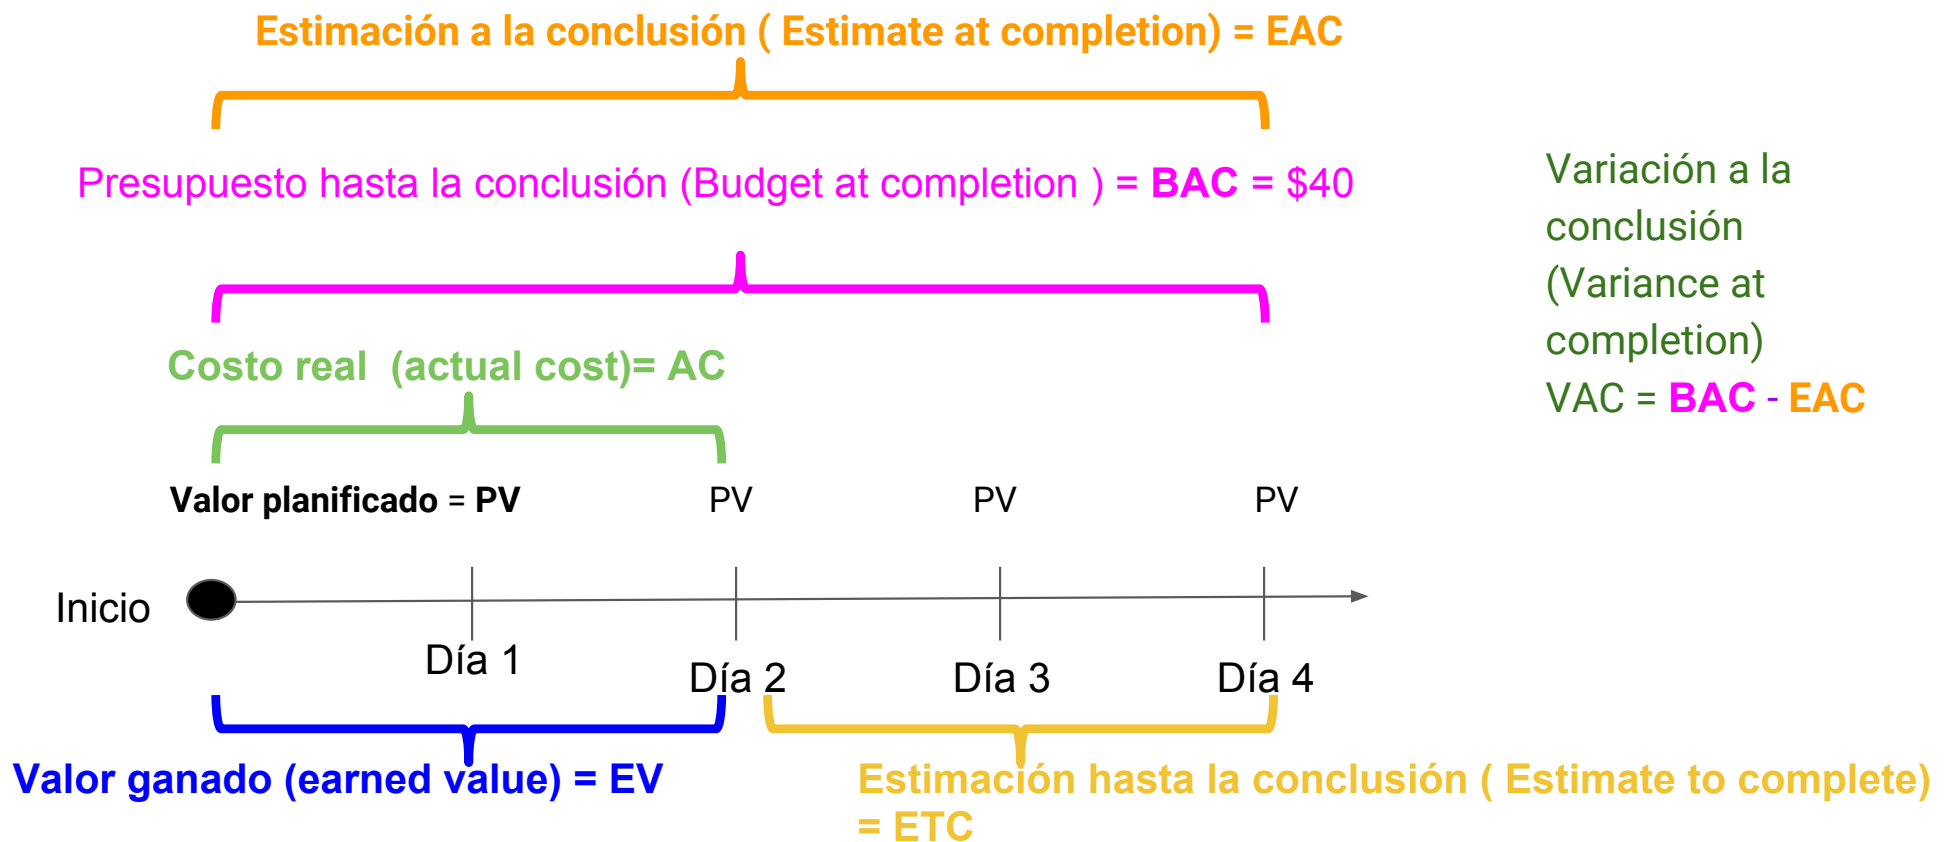 Estimación a la conclusión ( Estimate at completion) = EAC
Presupuesto hasta la conclusión (Budget at completion ) = BAC = $40
Variación a la
conclusión
(Variance at
completion)
VAC = BAC - EAC
Costo real (actual cost)= AC
Valor planificado = PV
PV
PV
PV
Inicio
Día 1
Día 2
Día 3
Día 4
Valor ganado (earned value) = EV
Estimación hasta la conclusión ( Estimate to complete)
= ETC